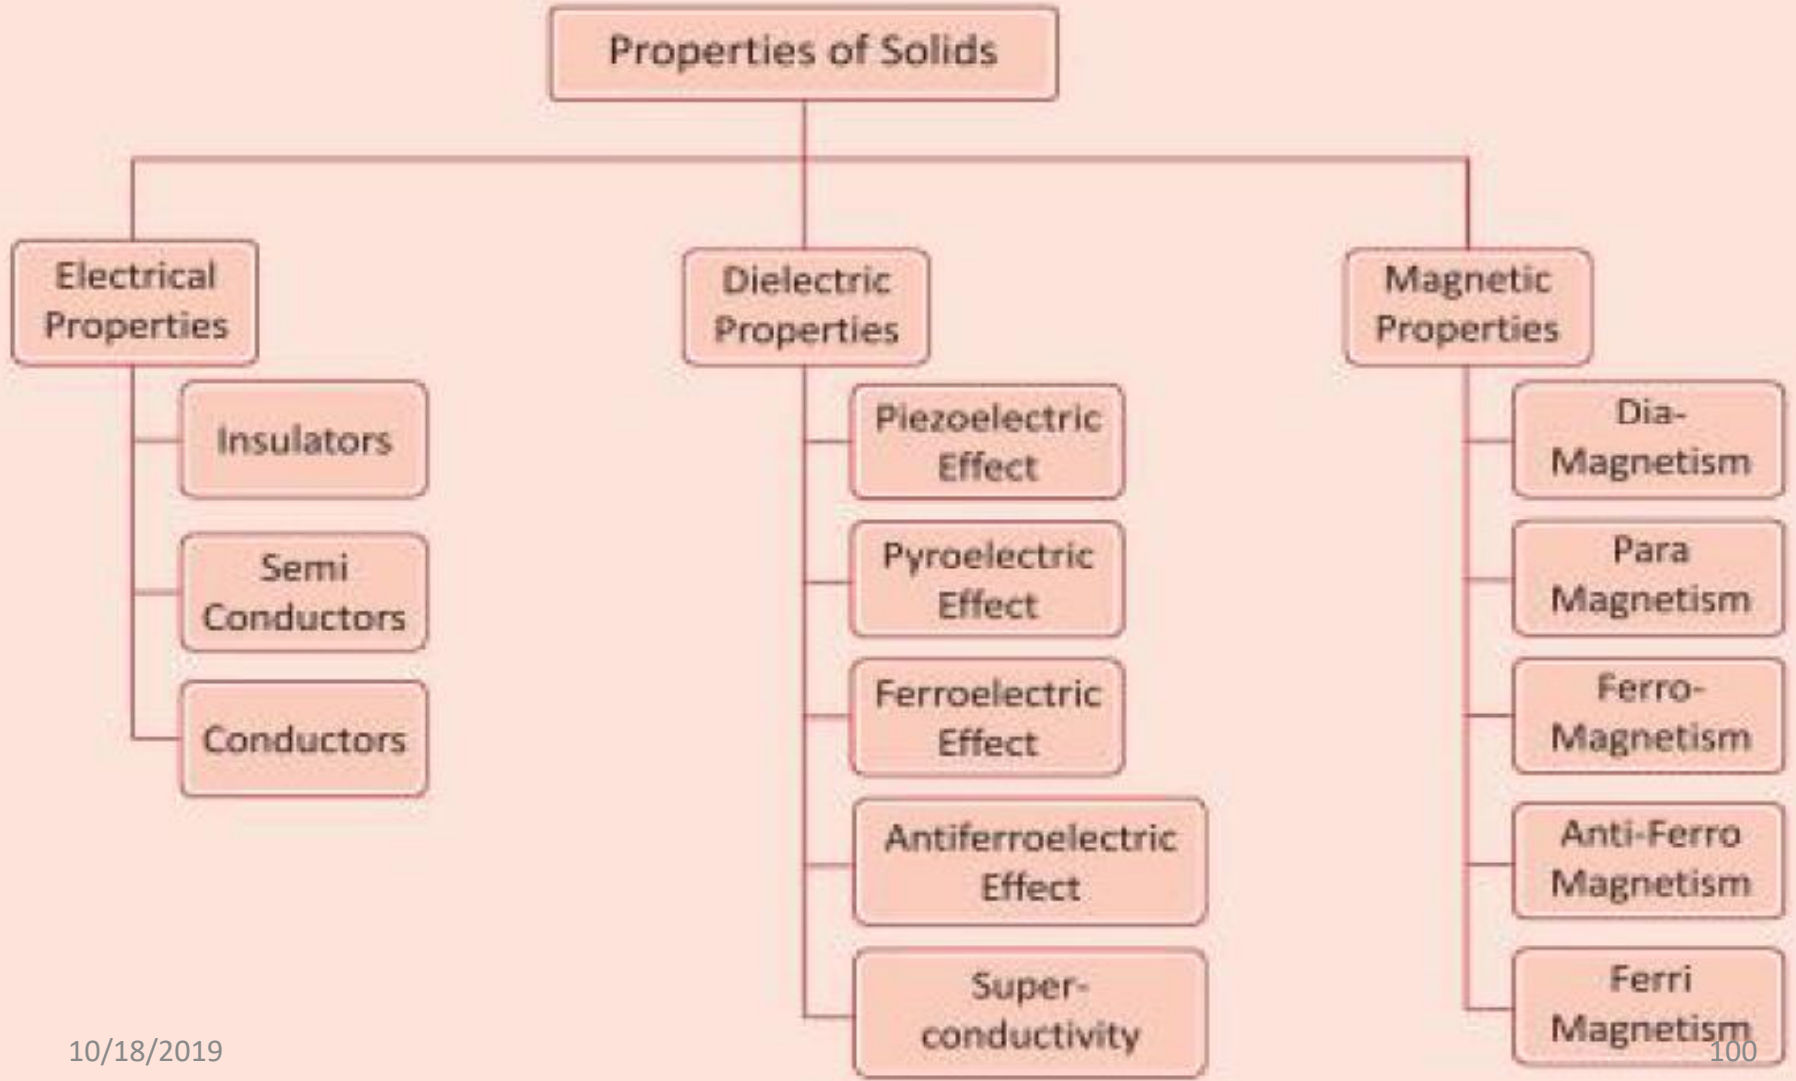 Properties of Solids
Electrical
Properties
Insulators
Semi
Conductors
Conductors
Dielectric
Properties
Piezoelectric
Effect
Pyroelectric
Effect
Ferroelectric
Effect
Antiferroelectric
Effect
Super-
conductivity
Magnetic
Properties
Dia-
Magnetism
Para
Magnetism
Ferro-
Magnetism
Anti-Ferro
Magnetism
Ferri
Magnetism
10/18/2019
100